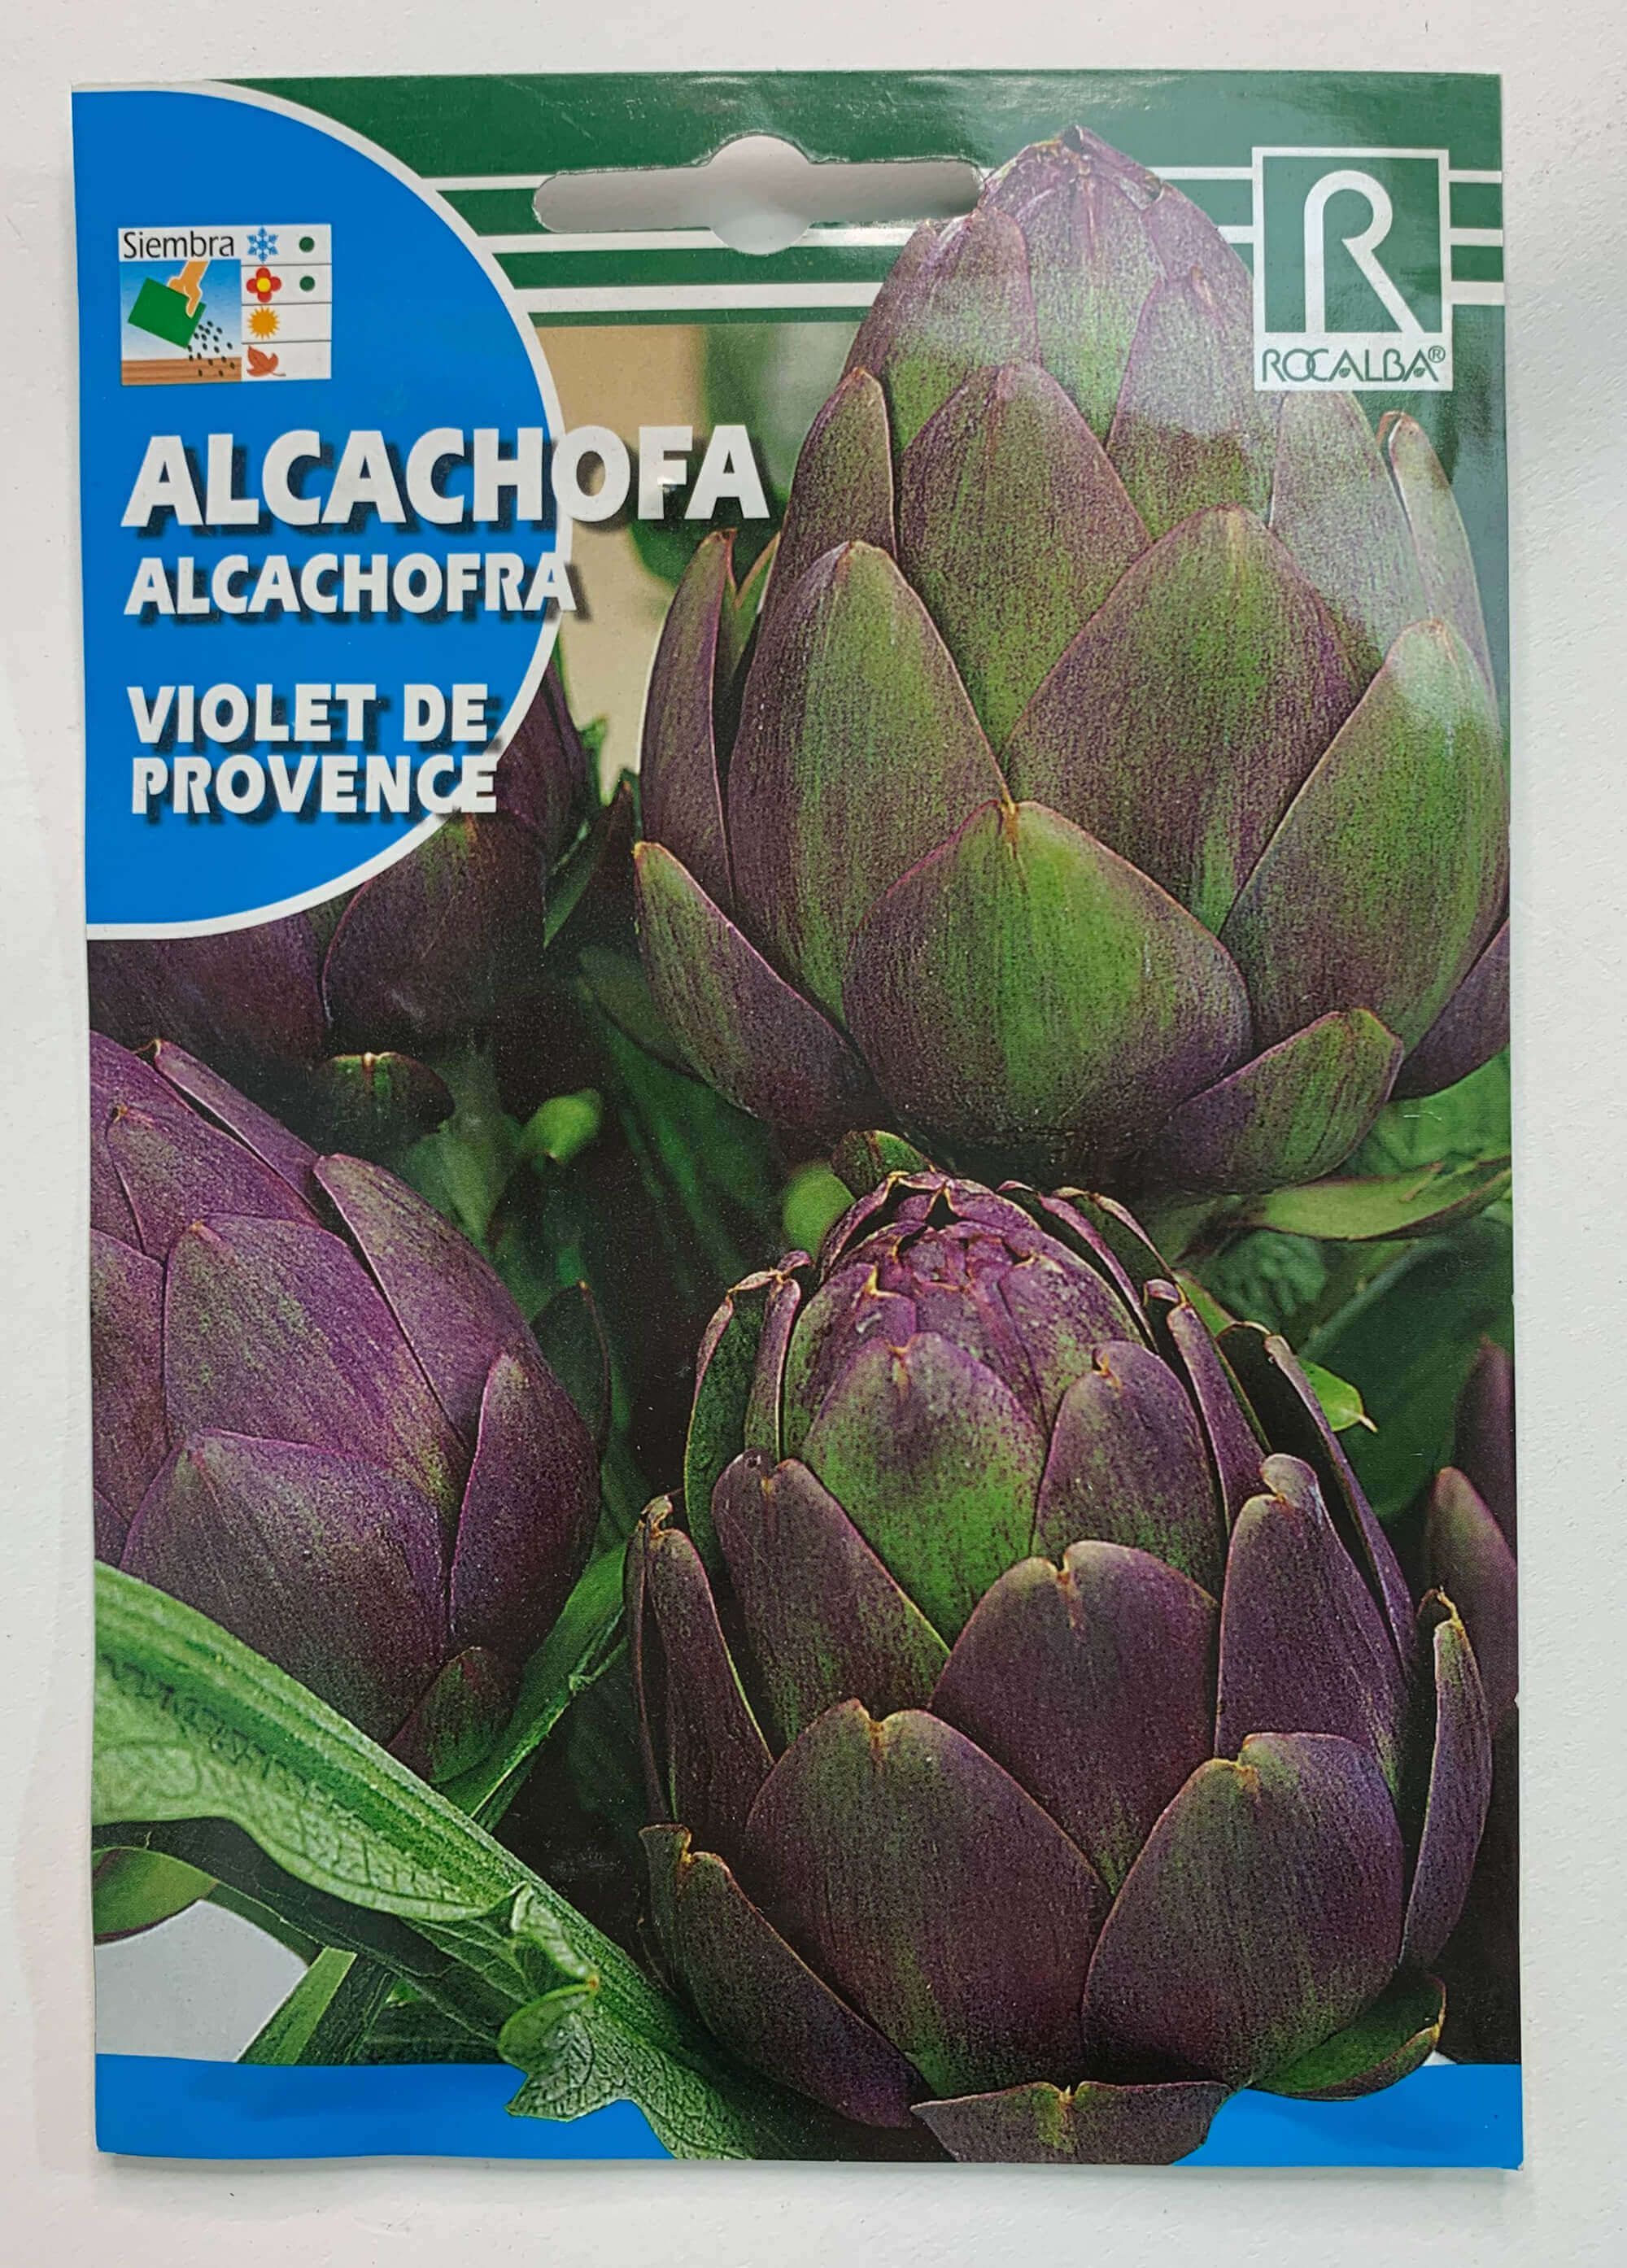 Siembra
R
ROCALBA®
ALCACHOFA
ALCACHOFRA
VIOLET DE
PROVENCE